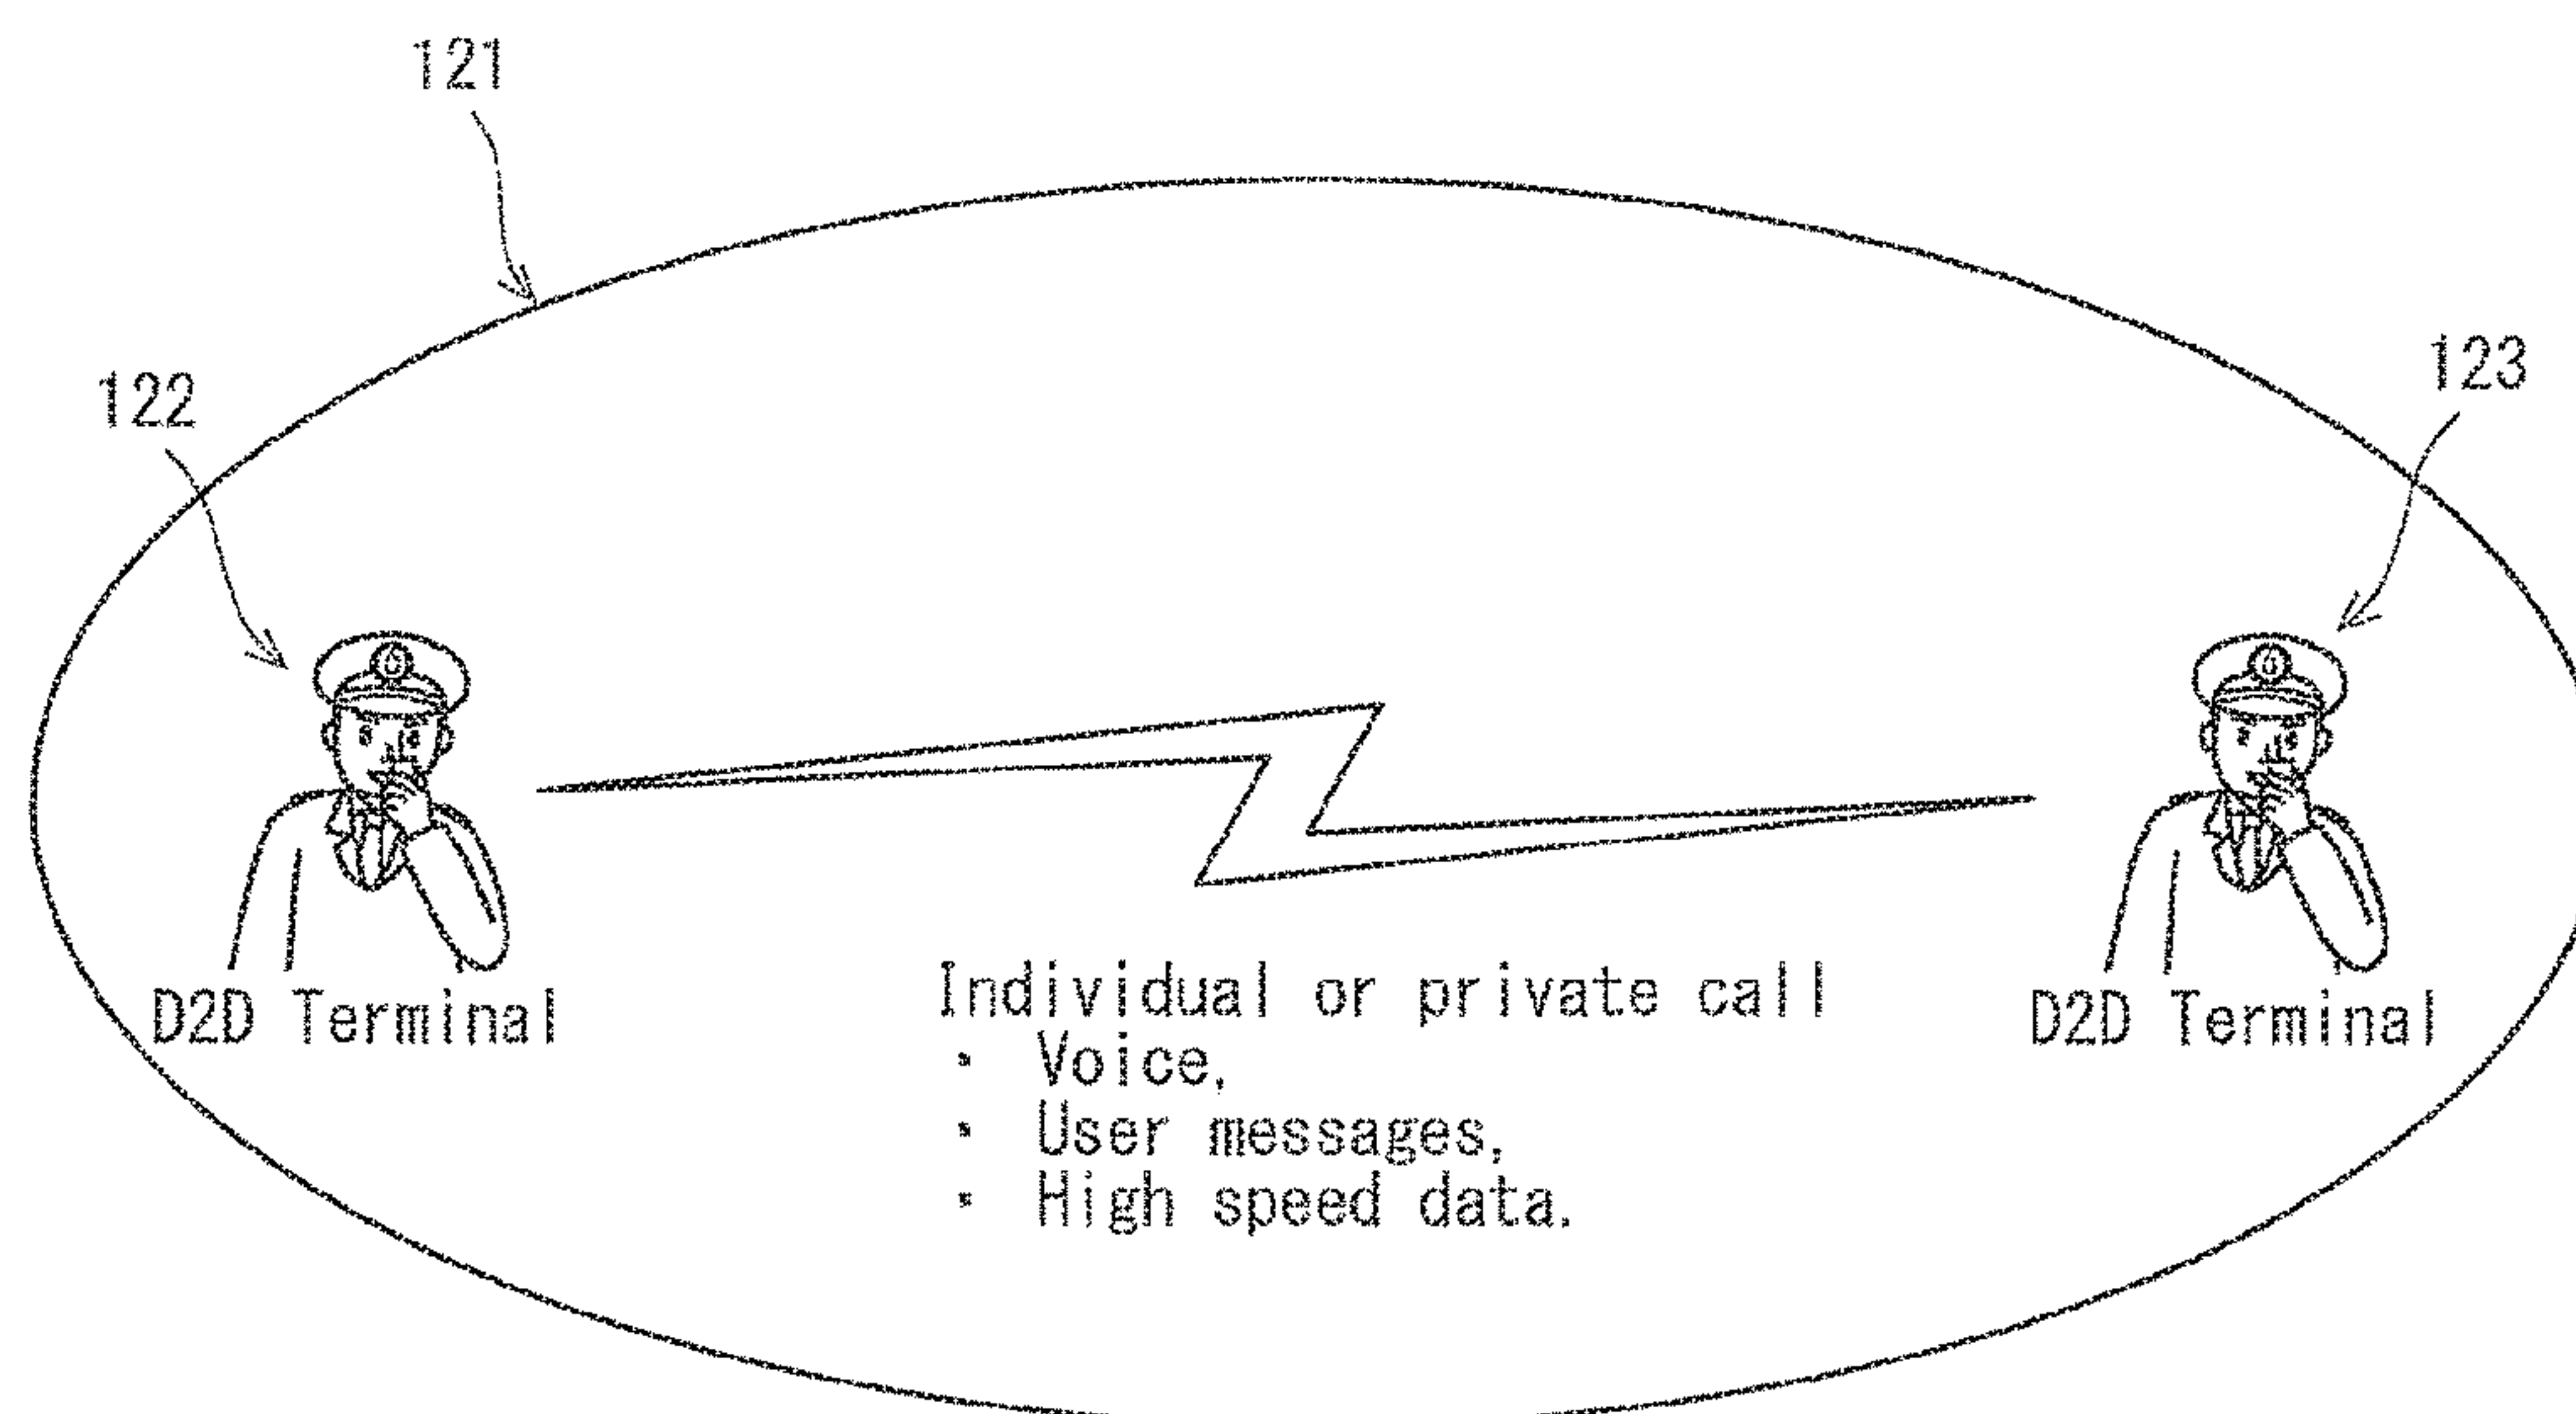 121
122
123
D2D Terminal
D2D Terminal
Individual or private call
・ Voice,
・ User messages,
・ High speed data.